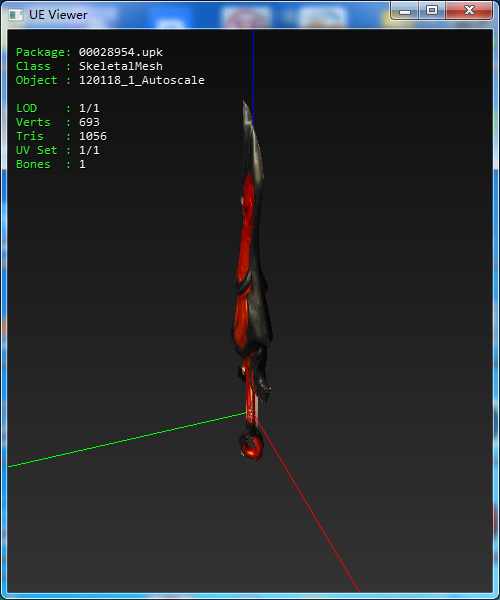 UE Viewer
Package: 00028954.upk
Class : SkeletalMesh
Object : 120118_1_Autoscale
LOD : 1/1
Verts : 693
Tris : 1056
UV Set : 1/1
Bones : 1